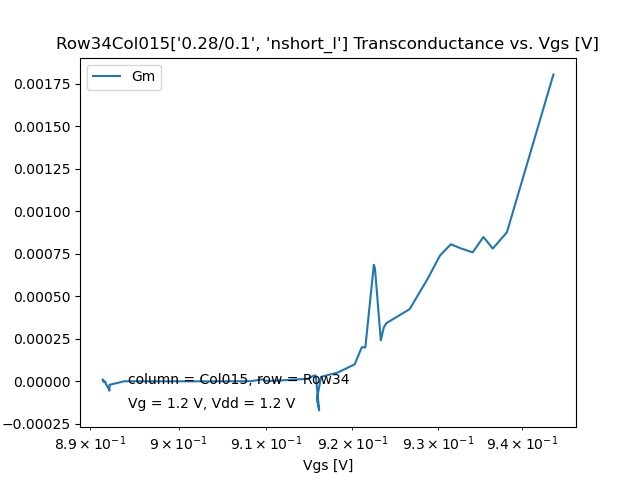 Row34Col015['0.28/0.1', 'nshort_l'] Transconductance vs. Vgs [V]
Gm
0.00175
0.00150
0.00125
0.00100
0.00075
0.00050
0.00025
0.00000
−0.00025
column = Col015, row = Row34
Vg = 1.2 V, Vdd = 1.2 V
8.9 × 10⁻¹ 9 × 10⁻¹ 9.1 × 10⁻¹ 9.2 × 10⁻¹ 9.3 × 10⁻¹ 9.4 × 10⁻¹
Vgs [V]